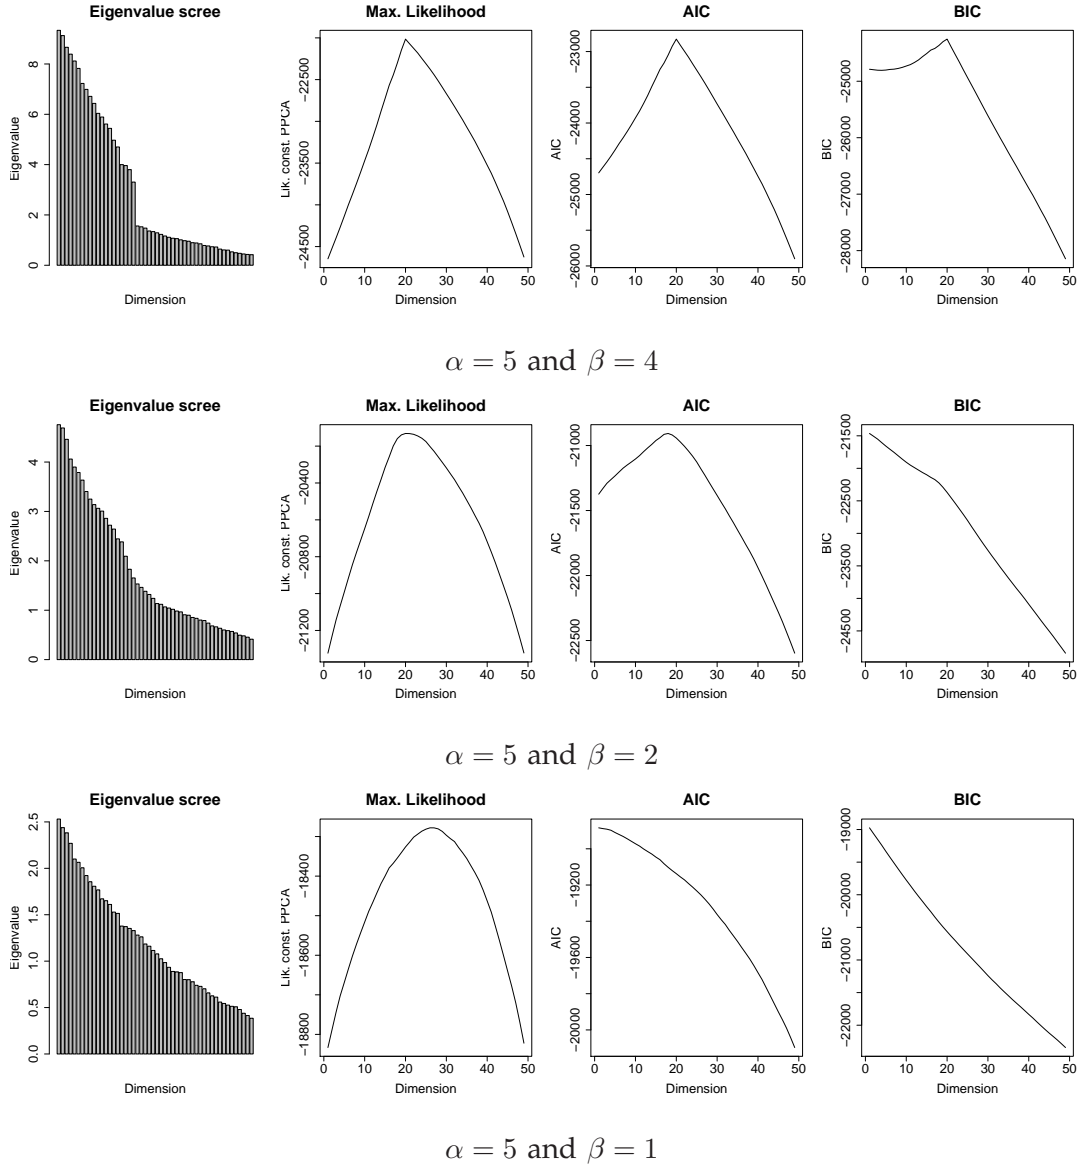 Eigenvalue scree
Max. Likelihood
AIC
BIC
Eigenvalue
0 2 4 6 8
Dimension
Lik. const. PPCA
−24500 −23500 −22500
0 10 20 30 40 50
Dimension
AIC
−26000 −25000 −24000 −23000
0 10 20 30 40 50
Dimension
BIC
−28000 −27000 −26000 −25000
0 10 20 30 40 50
Dimension
α = 5 and β = 4
Eigenvalue scree
Max. Likelihood
AIC
BIC
Eigenvalue
0 1 2 3 4
Dimension
Lik. const. PPCA
−21200 −20800 −20400
0 10 20 30 40 50
Dimension
AIC
−22500 −22000 −21500 −21000
0 10 20 30 40 50
Dimension
BIC
−24500 −23500 −22500 −21500
0 10 20 30 40 50
Dimension
α = 5 and β = 2
Eigenvalue scree
Max. Likelihood
AIC
BIC
Eigenvalue
0.0 0.5 1.0 1.5 2.0 2.5
Dimension
Lik. const. PPCA
−18800 −18600 −18400
0 10 20 30 40 50
Dimension
AIC
−20000 −19600 −19200
0 10 20 30 40 50
Dimension
BIC
−22000 −21000 −20000 −19000
0 10 20 30 40 50
Dimension
α = 5 and β = 1